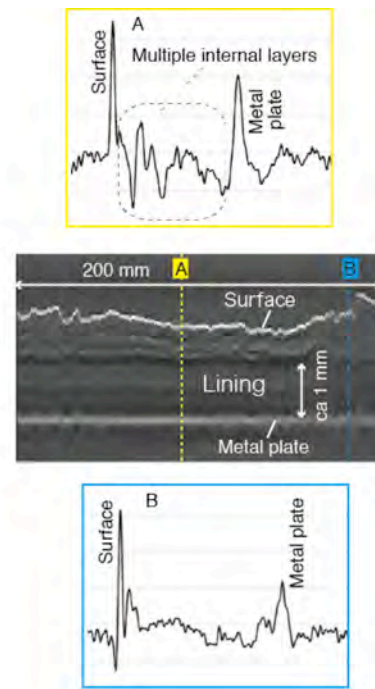 A
Surface
Multiple internal layers
Metal
plate
200 mm
A
B
Surface
Lining
ca 1 mm
Metal plate
B
Surface
Metal plate